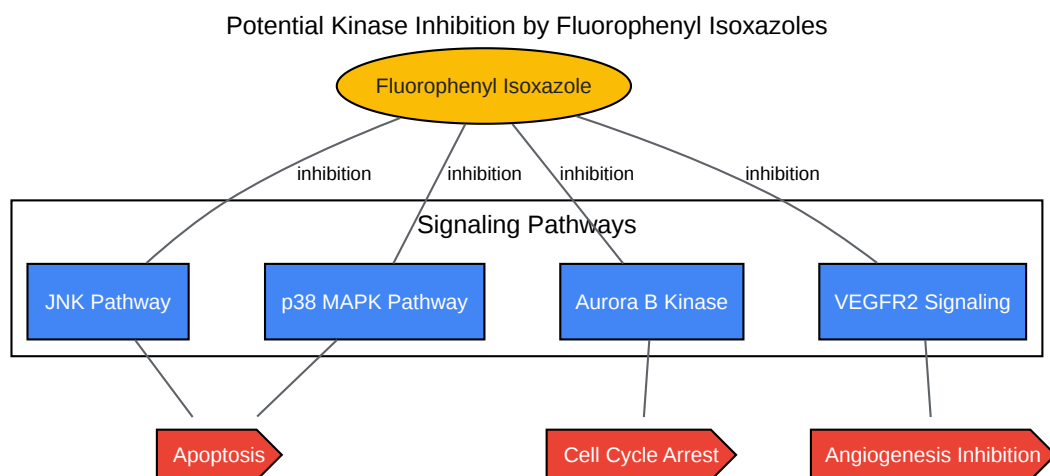 Potential Kinase Inhibition by Fluorophenyl Isoxazoles
Fluorophenyl Isoxazole
inhibition inhibition inhibition inhibition
Signaling Pathways
JNK Pathway p38 MAPK Pathway Aurora B Kinase VEGFR2 Signaling
Apoptosis Cell Cycle Arrest Angiogenesis Inhibition